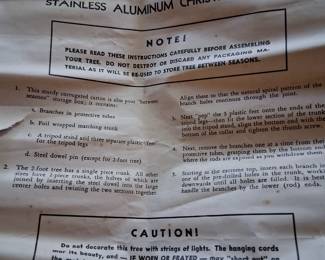 STAINLESS ALUMINUM
NOTE!
PLEASE READ THESE INSTRUCTIONS CAREFULLY BEFORE ASSEMBLING
YOUR TREE. DO NOT DESTROY OR DISCARD ANY PACKAGING MA-
TERIAL AS IT WILL BE RE-USED TO STORE TREE BETWEEN SEASONS.
1. This sturdy corrugated carton is also your "between
seasons" storage box; it contains:
a. Branches in protective tubes
b. Foil wrapped matching trunk
c. A tripod stand and three separate plastic feet
for the tripod legs
d. Steel dowel pin (except for 2-foot tree).
2. The 2-foot tree has a single piece trunk. All other
sizes have 2-piece trunks, the halves of which are
joined by inserting the steel dowel into the large
center holes and twisting the two sections together.
Align these so that the natural spiral pattern of the
branch holes continues through the joint.
3. Next "pop" the 3 plastic feet onto the ends of the
tripod legs—then fit the lower section of the trunk
into the tripod stand, align the bottom end with the
bottom of the collar and tighten the thumb screw.
4. Next, remove the branches one at a time from the
storage tubes, grasping them by the bottom ends
where the rods are exposed as you withdraw them.
5. Starting at the extreme top, insert each branch in
one of the pre-drilled holes in the trunk, working
downwards until all holes are filled. It is best to
handle the branches by the lower (rod) ends.
CAUTION!
Do not decorate this tree with strings of lights. The hanging cords
mar its beauty, and — IF WORN OR FRAYED — may "short out" on